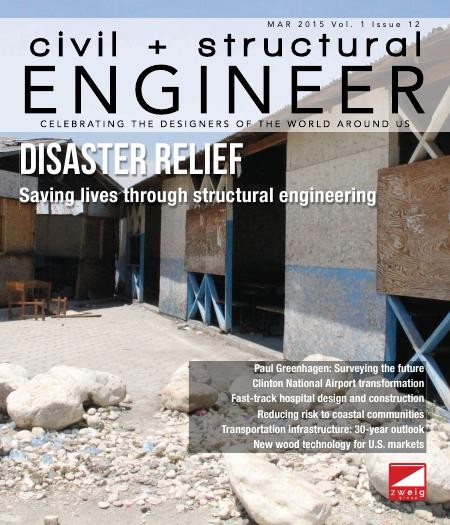 MAR 2015 Vol. 1 Issue 12
civil + structural
ENGINEER
CELEBRATING THE DESIGNERS OF THE WORLD AROUND US
DISASTER RELIEF
Saving lives through structural engineering
Paul Greenhagen: Surveying the future
Clinton National Airport transformation
Fast-track hospital design and construction
Reducing risk to coastal communities
Transportation infrastructure: 30-year outlook
New wood technology for U.S. markets
zweig
group